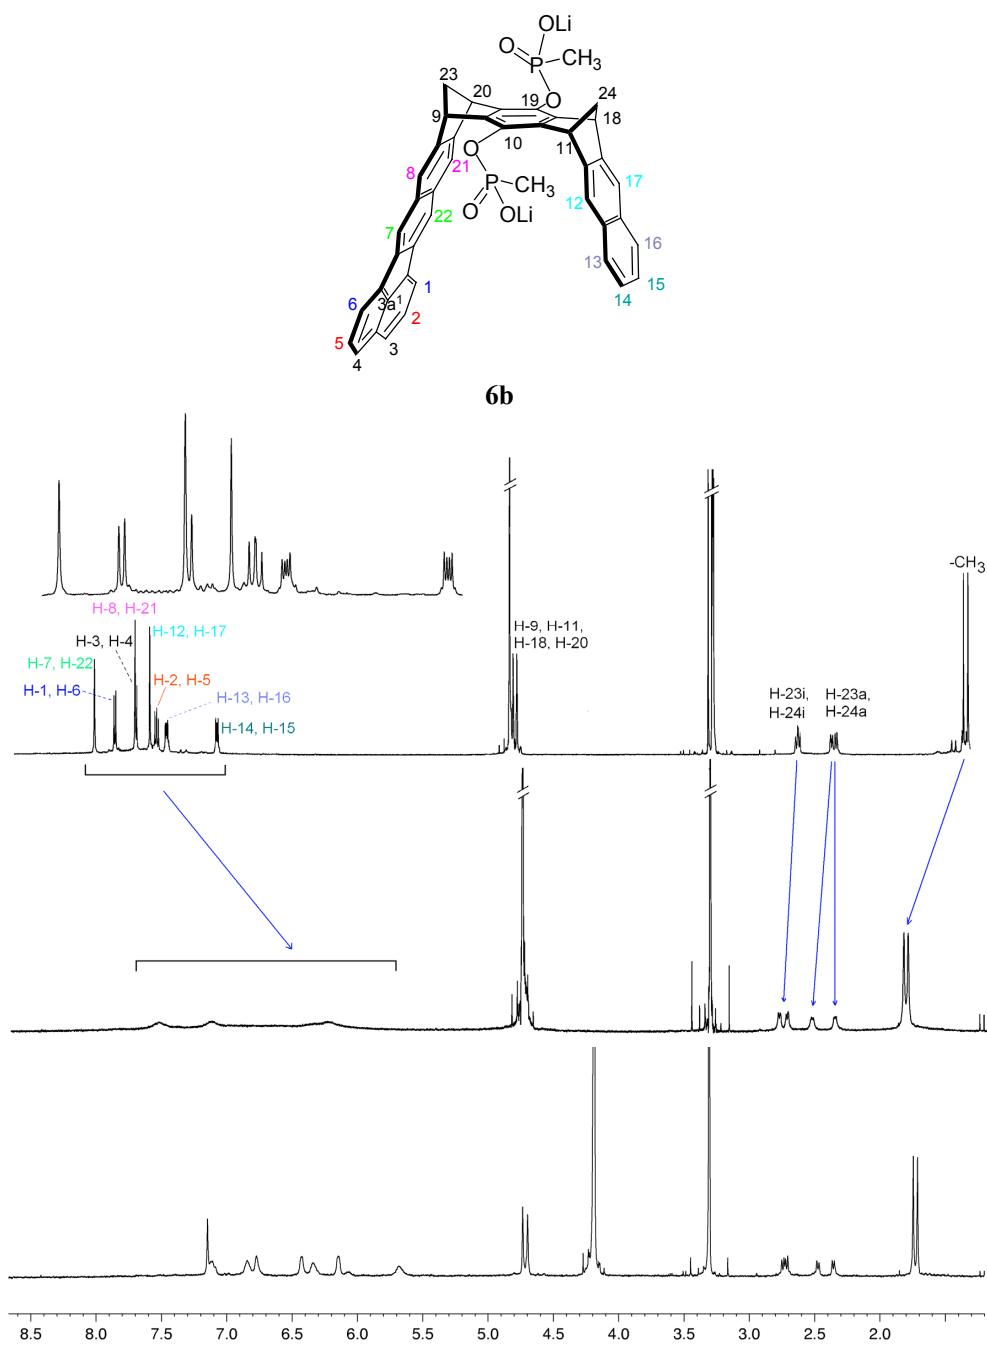 OLi
O
P
CH3
O
23
20
19
24
9
18
10
11
O
21
8
P
CH3
17
12
O
OLi
22
7
16
13
1
15
6
3a1
14
2
5
3
4
6b
-CH3
H-8, H-21
H-9, H-11,
H-18, H-20
H-12, H-17
H-3, H-4
H-7, H-22
H-2, H-5
H-1, H-6
H-13, H-16
H-14, H-15
H-23i,
H-24i
H-23a,
H-24a
8.5 8.0 7.5 7.0 6.5 6.0 5.5 5.0 4.5 4.0 3.5 3.0 2.5 2.0